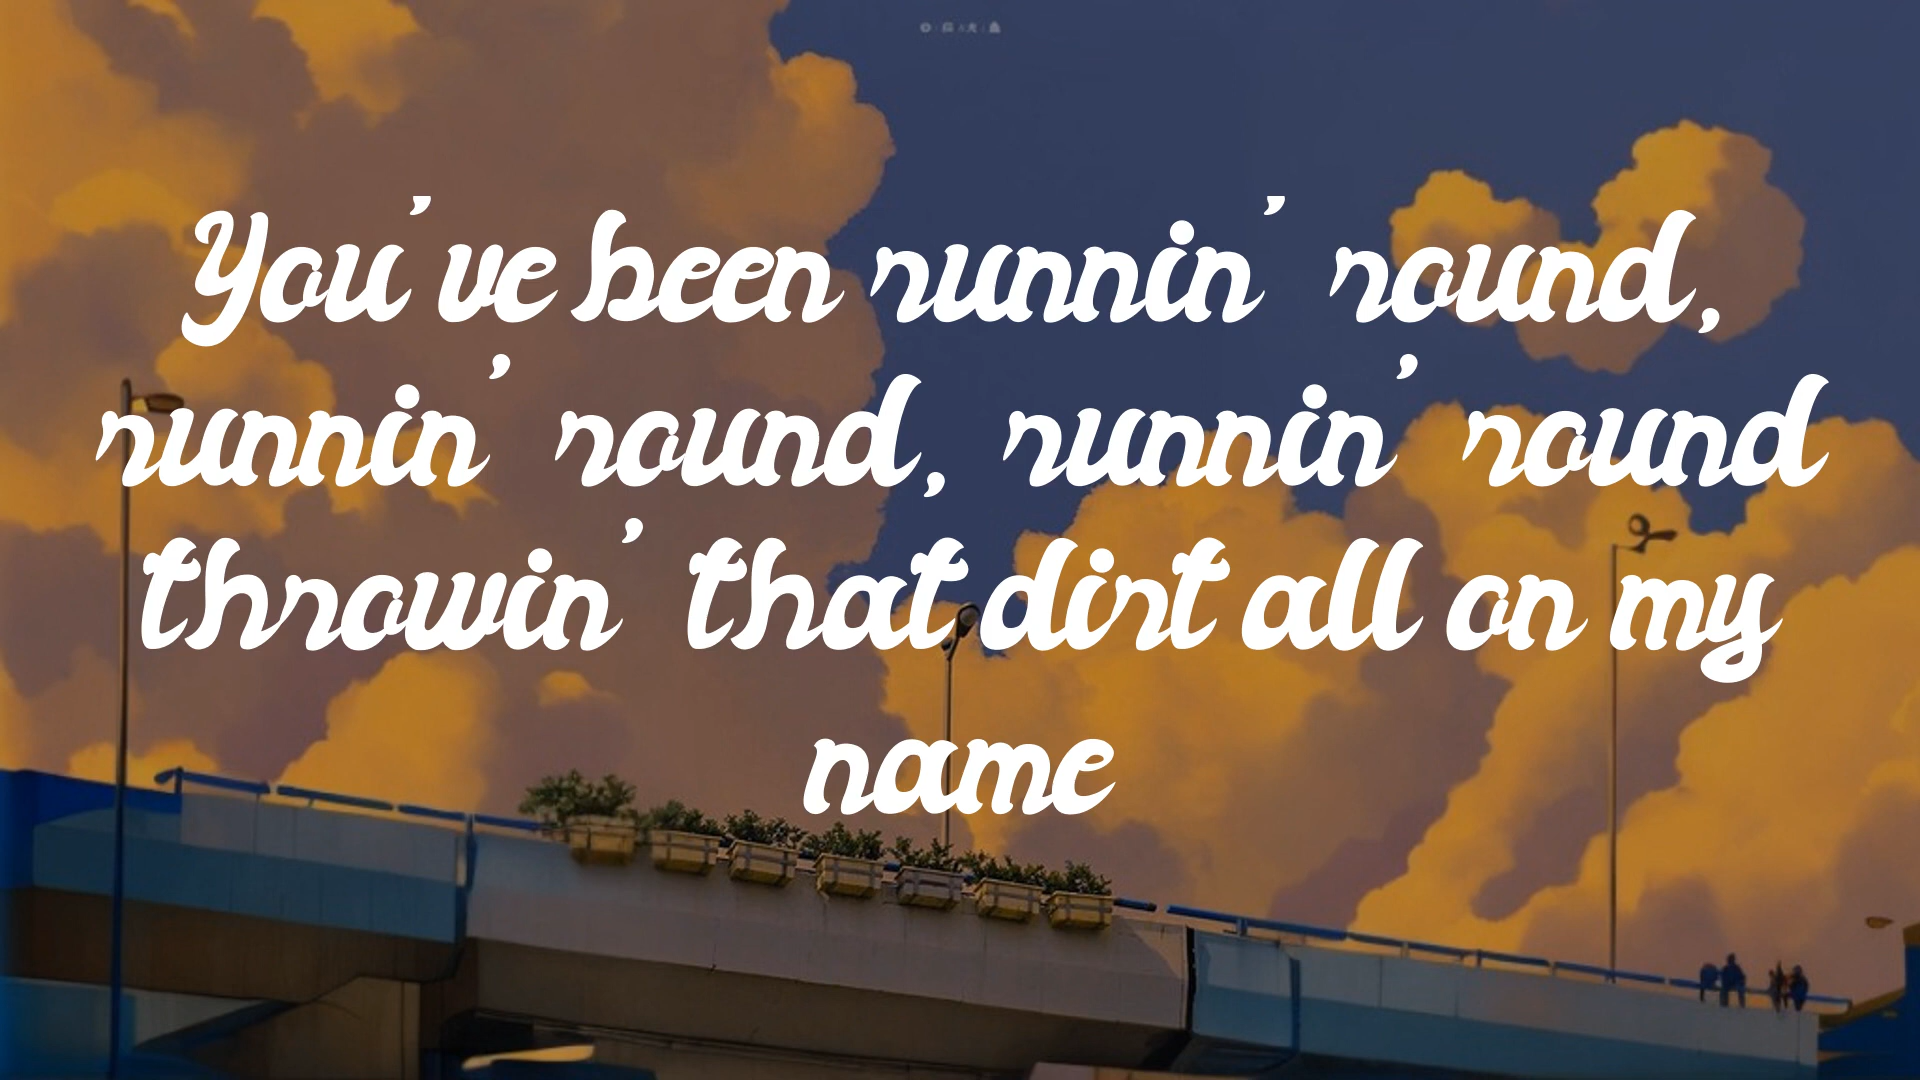 You've been runnin' round,
runnin' round, runnin' round
throwin' that dirt all on my
name